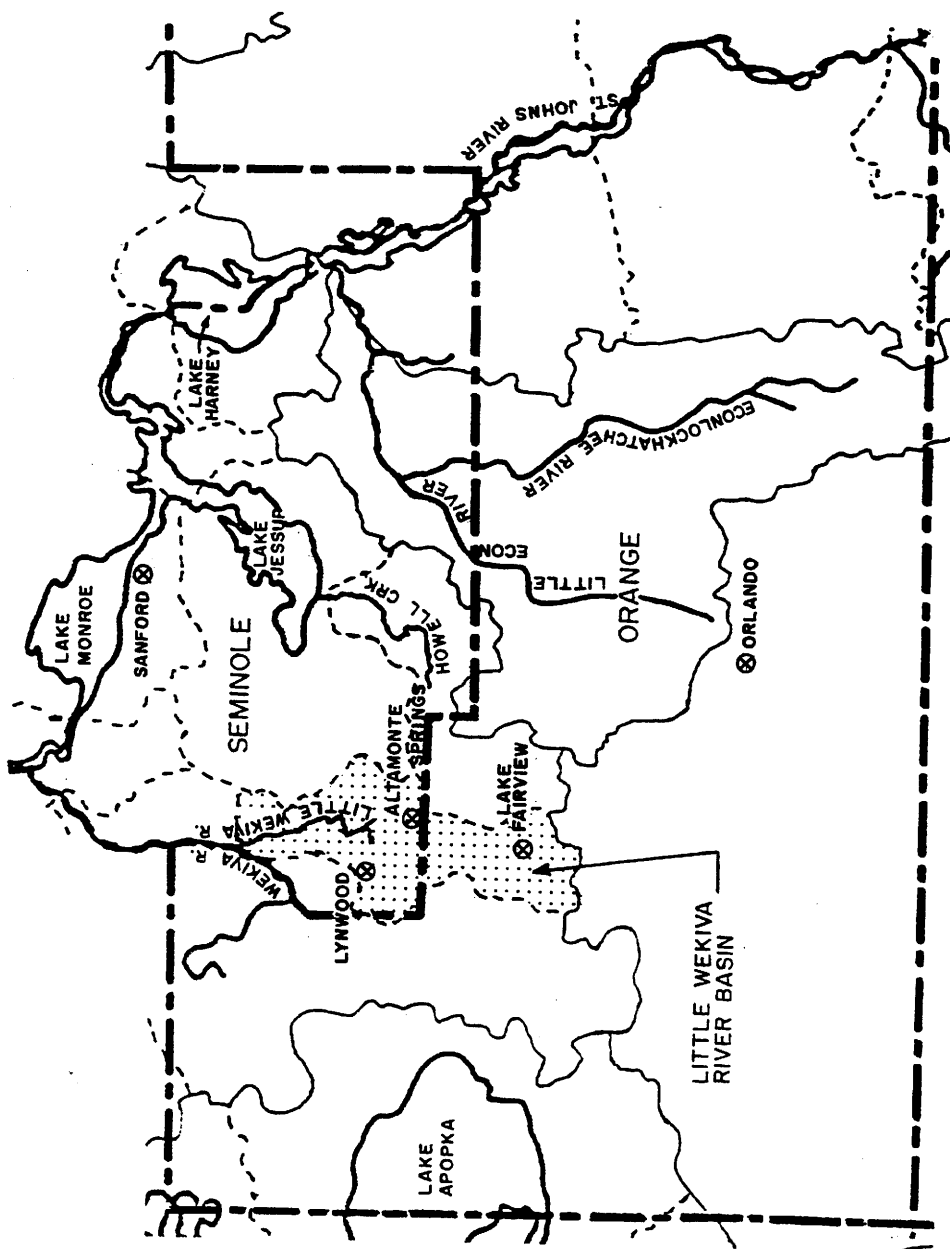 LAKE
MONROE
SANFORD
LAKE
HARNEY
LAKE
JESSUP
SEMINOLE
HOWELL CRK.
ST. JOHNS RIVER
WEKIVA R.
LITTLE WEKIVA R.
ALTAMONTE
SPRINGS
LYNWOOD
LAKE
FAIRVIEW
LITTLE ECON RIVER
ECONLOCKHATCHEE RIVER
ORANGE
ORLANDO
LAKE
APOPKA
LITTLE WEKIVA
RIVER BASIN